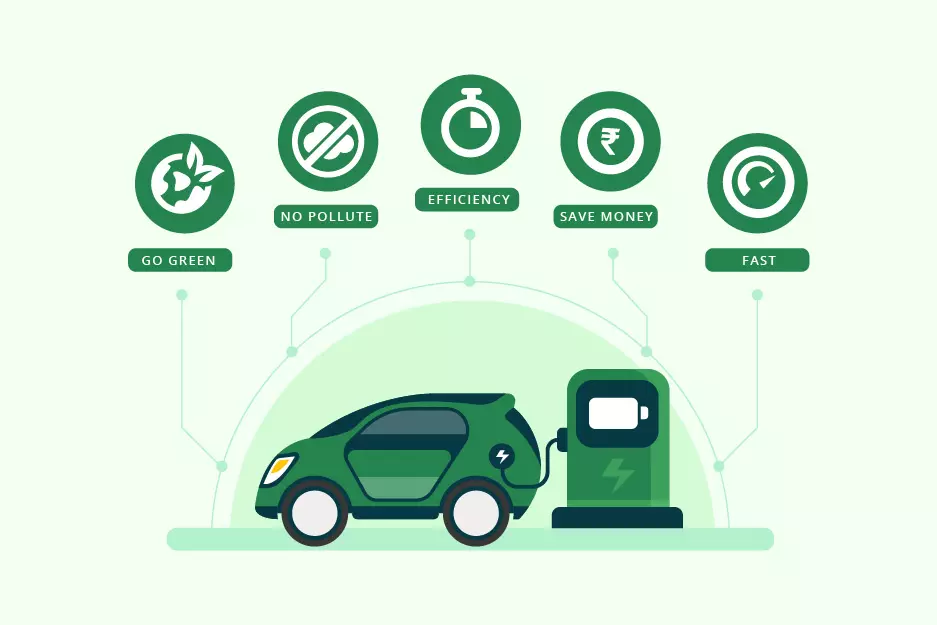 GO GREEN
NO POLLUTE
EFFICIENCY
SAVE MONEY
₹
FAST